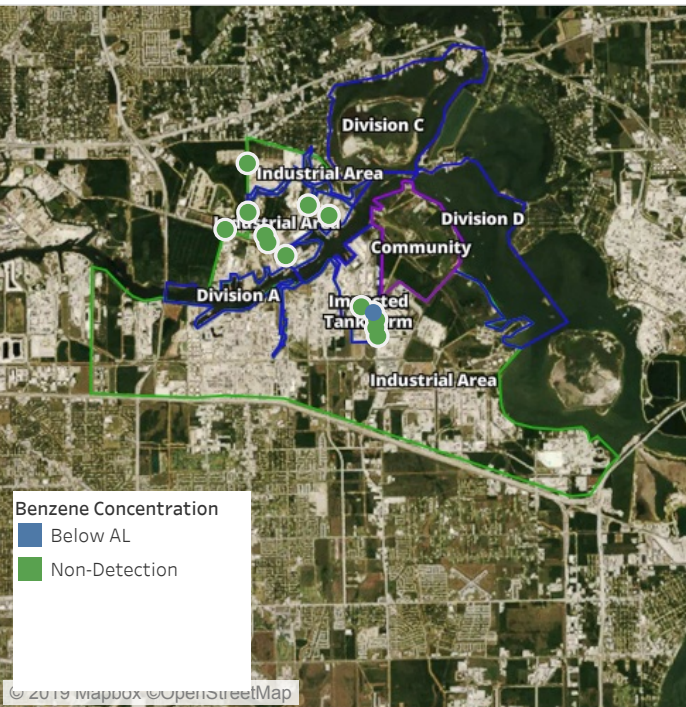 Division C
Industrial Area
Division D
Industrial Area
Community
Division A
Tank
Industrial Area
Benzene Concentration
Below AL
Non-Detection
© 2019 Mapbox ©OpenStreetMap